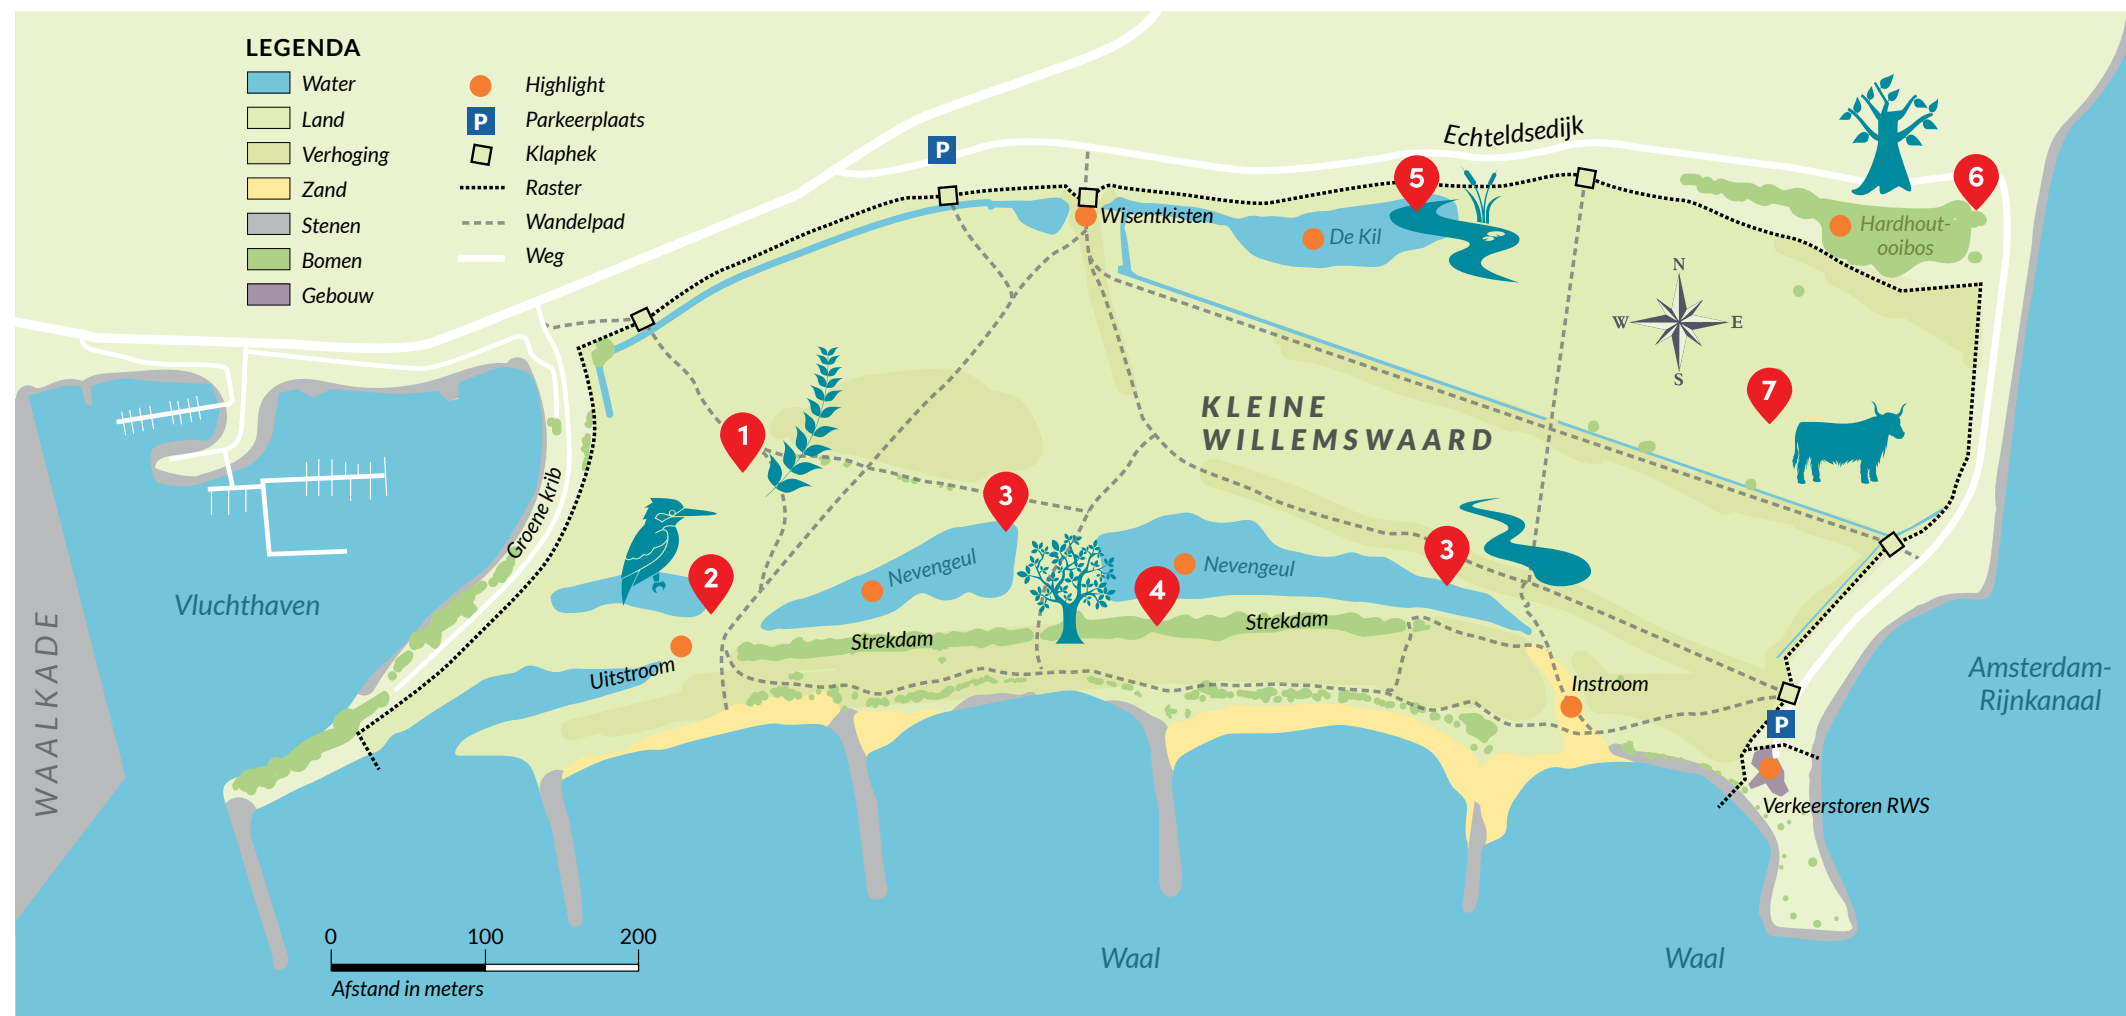 LEGENDA
Water
Land
Verhoging
Zand
Stenen
Bomen
Gebouw
Highlight
P
Parkeerplaats
Klaphek
Raster
Wandelpad
Weg
P
Echteldsedijk
5
6
Wisentkisten
De Kil
Hardhout-
ooibos
N
W
E
S
7
KLEINE
WILLEMSWAARD
1
3
Groene krib
2
Nevengeul
3
Nevengeul
4
Vluchthaven
WAALKADE
Strekdam
Strekdam
Uitstroom
Instroom
Amsterdam-
Rijnkanaal
P
Verkeerstoren RWS
0
100
200
Afstand in meters
Waal
Waal